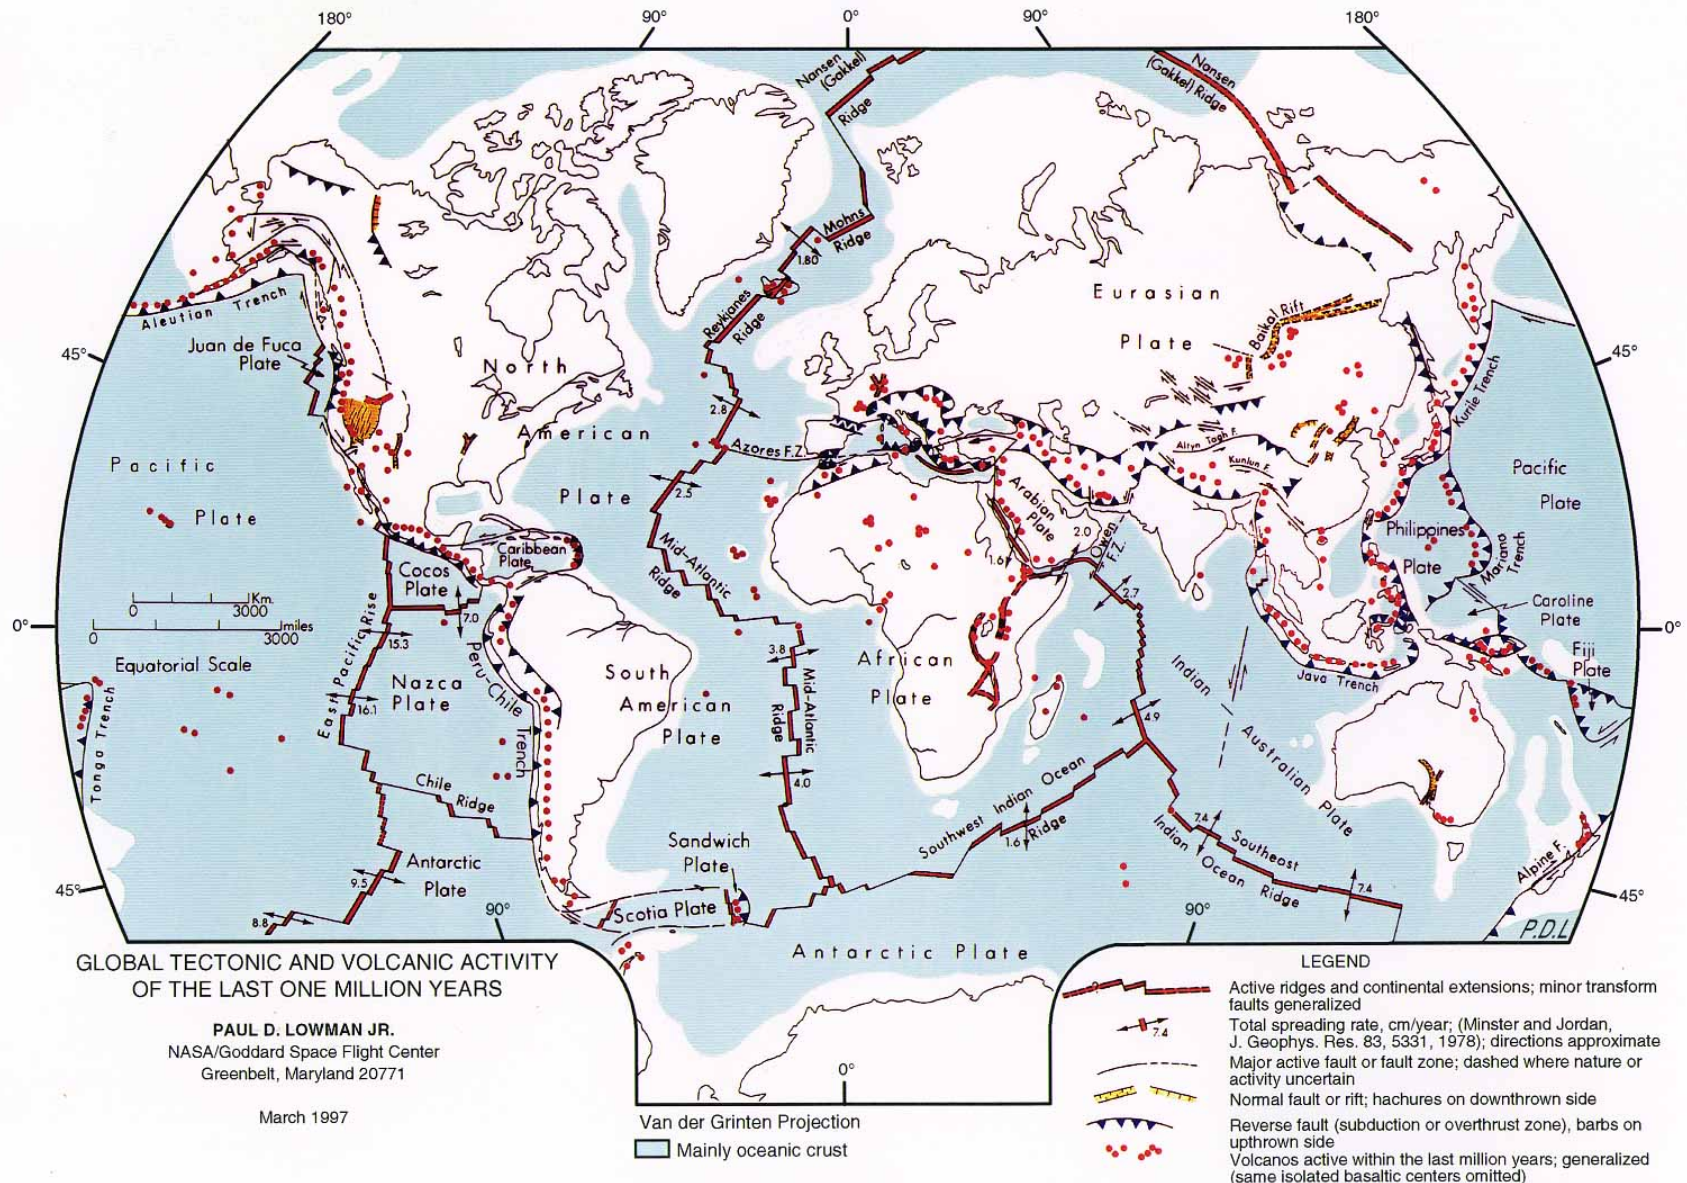 180°
90°
0°
90°
180°
Nansen
(Gakkel)
Ridge
Nansen
(Gakkel) Ridge
Mohns
Ridge
1.80
Reykjanes
Ridge
Aleutian Trench
Juan de Fuca
Plate
45°
45°
North
American
Plate
Eurasian
Plate
Baikal Rift
Kurile Trench
2.8
Azores F.Z.
Altyn Tagh F.
Kunlun F.
Pacific
Plate
Pacific
Plate
2.5
Arabian
Plate
2.0
1.6
Owen
F.Z.
2.7
Philippines
Plate
Mariana
Trench
Caribbean
Plate
Cocos
Plate
Mid-Atlantic
Ridge
Caroline
Plate
Fiji
Plate
0
3000
Km.
0
3000
miles
Equatorial Scale
0°
0°
7.0
15.3
16.1
East Pacific Rise
Nazca
Plate
Peru-Chile
Trench
South
American
Plate
3.8
Mid-Atlantic
Ridge
4.0
African
Plate
Indian
Australian Plate
Java Trench
4.9
Tonga Trench
Chile Ridge
Southwest Indian Ocean
Ridge
1.6
7.4
Southeast
Indian Ocean Ridge
7.4
Alpine F.
Sandwich
Plate
Antarctic
Plate
9.5
8.8
45°
45°
90°
90°
Scotia Plate
Antarctic Plate
P.D.L
0°
GLOBAL TECTONIC AND VOLCANIC ACTIVITY
OF THE LAST ONE MILLION YEARS
PAUL D. LOWMAN JR.
NASA/Goddard Space Flight Center
Greenbelt, Maryland 20771
March 1997
Van der Grinten Projection
Mainly oceanic crust
LEGEND
Active ridges and continental extensions; minor transform
faults generalized
7.4
Total spreading rate, cm/year; (Minster and Jordan,
J. Geophys. Res. 83, 5331, 1978); directions approximate
Major active fault or fault zone; dashed where nature or
activity uncertain
Normal fault or rift; hachures on downthrown side
Reverse fault (subduction or overthrust zone), barbs on
upthrown side
Volcanos active within the last million years; generalized
(same isolated basaltic centers omitted)